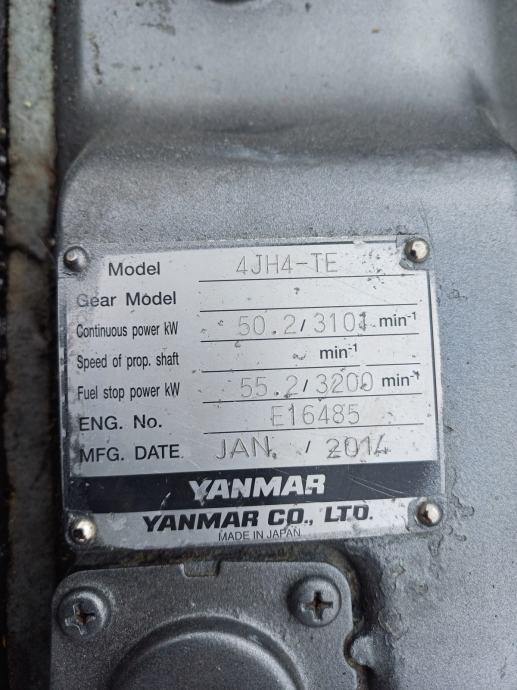 Model 4JH4-TE
Gear Model
Continuous power kW 50.2 / 3101 min-1
Speed of prop. shaft min-1
Fuel stop power kW 55.2 / 3200 min-1
ENG. No. E16485
MFG. DATE JAN. / 2014
YANMAR
YANMAR CO., LTD.
MADE IN JAPAN